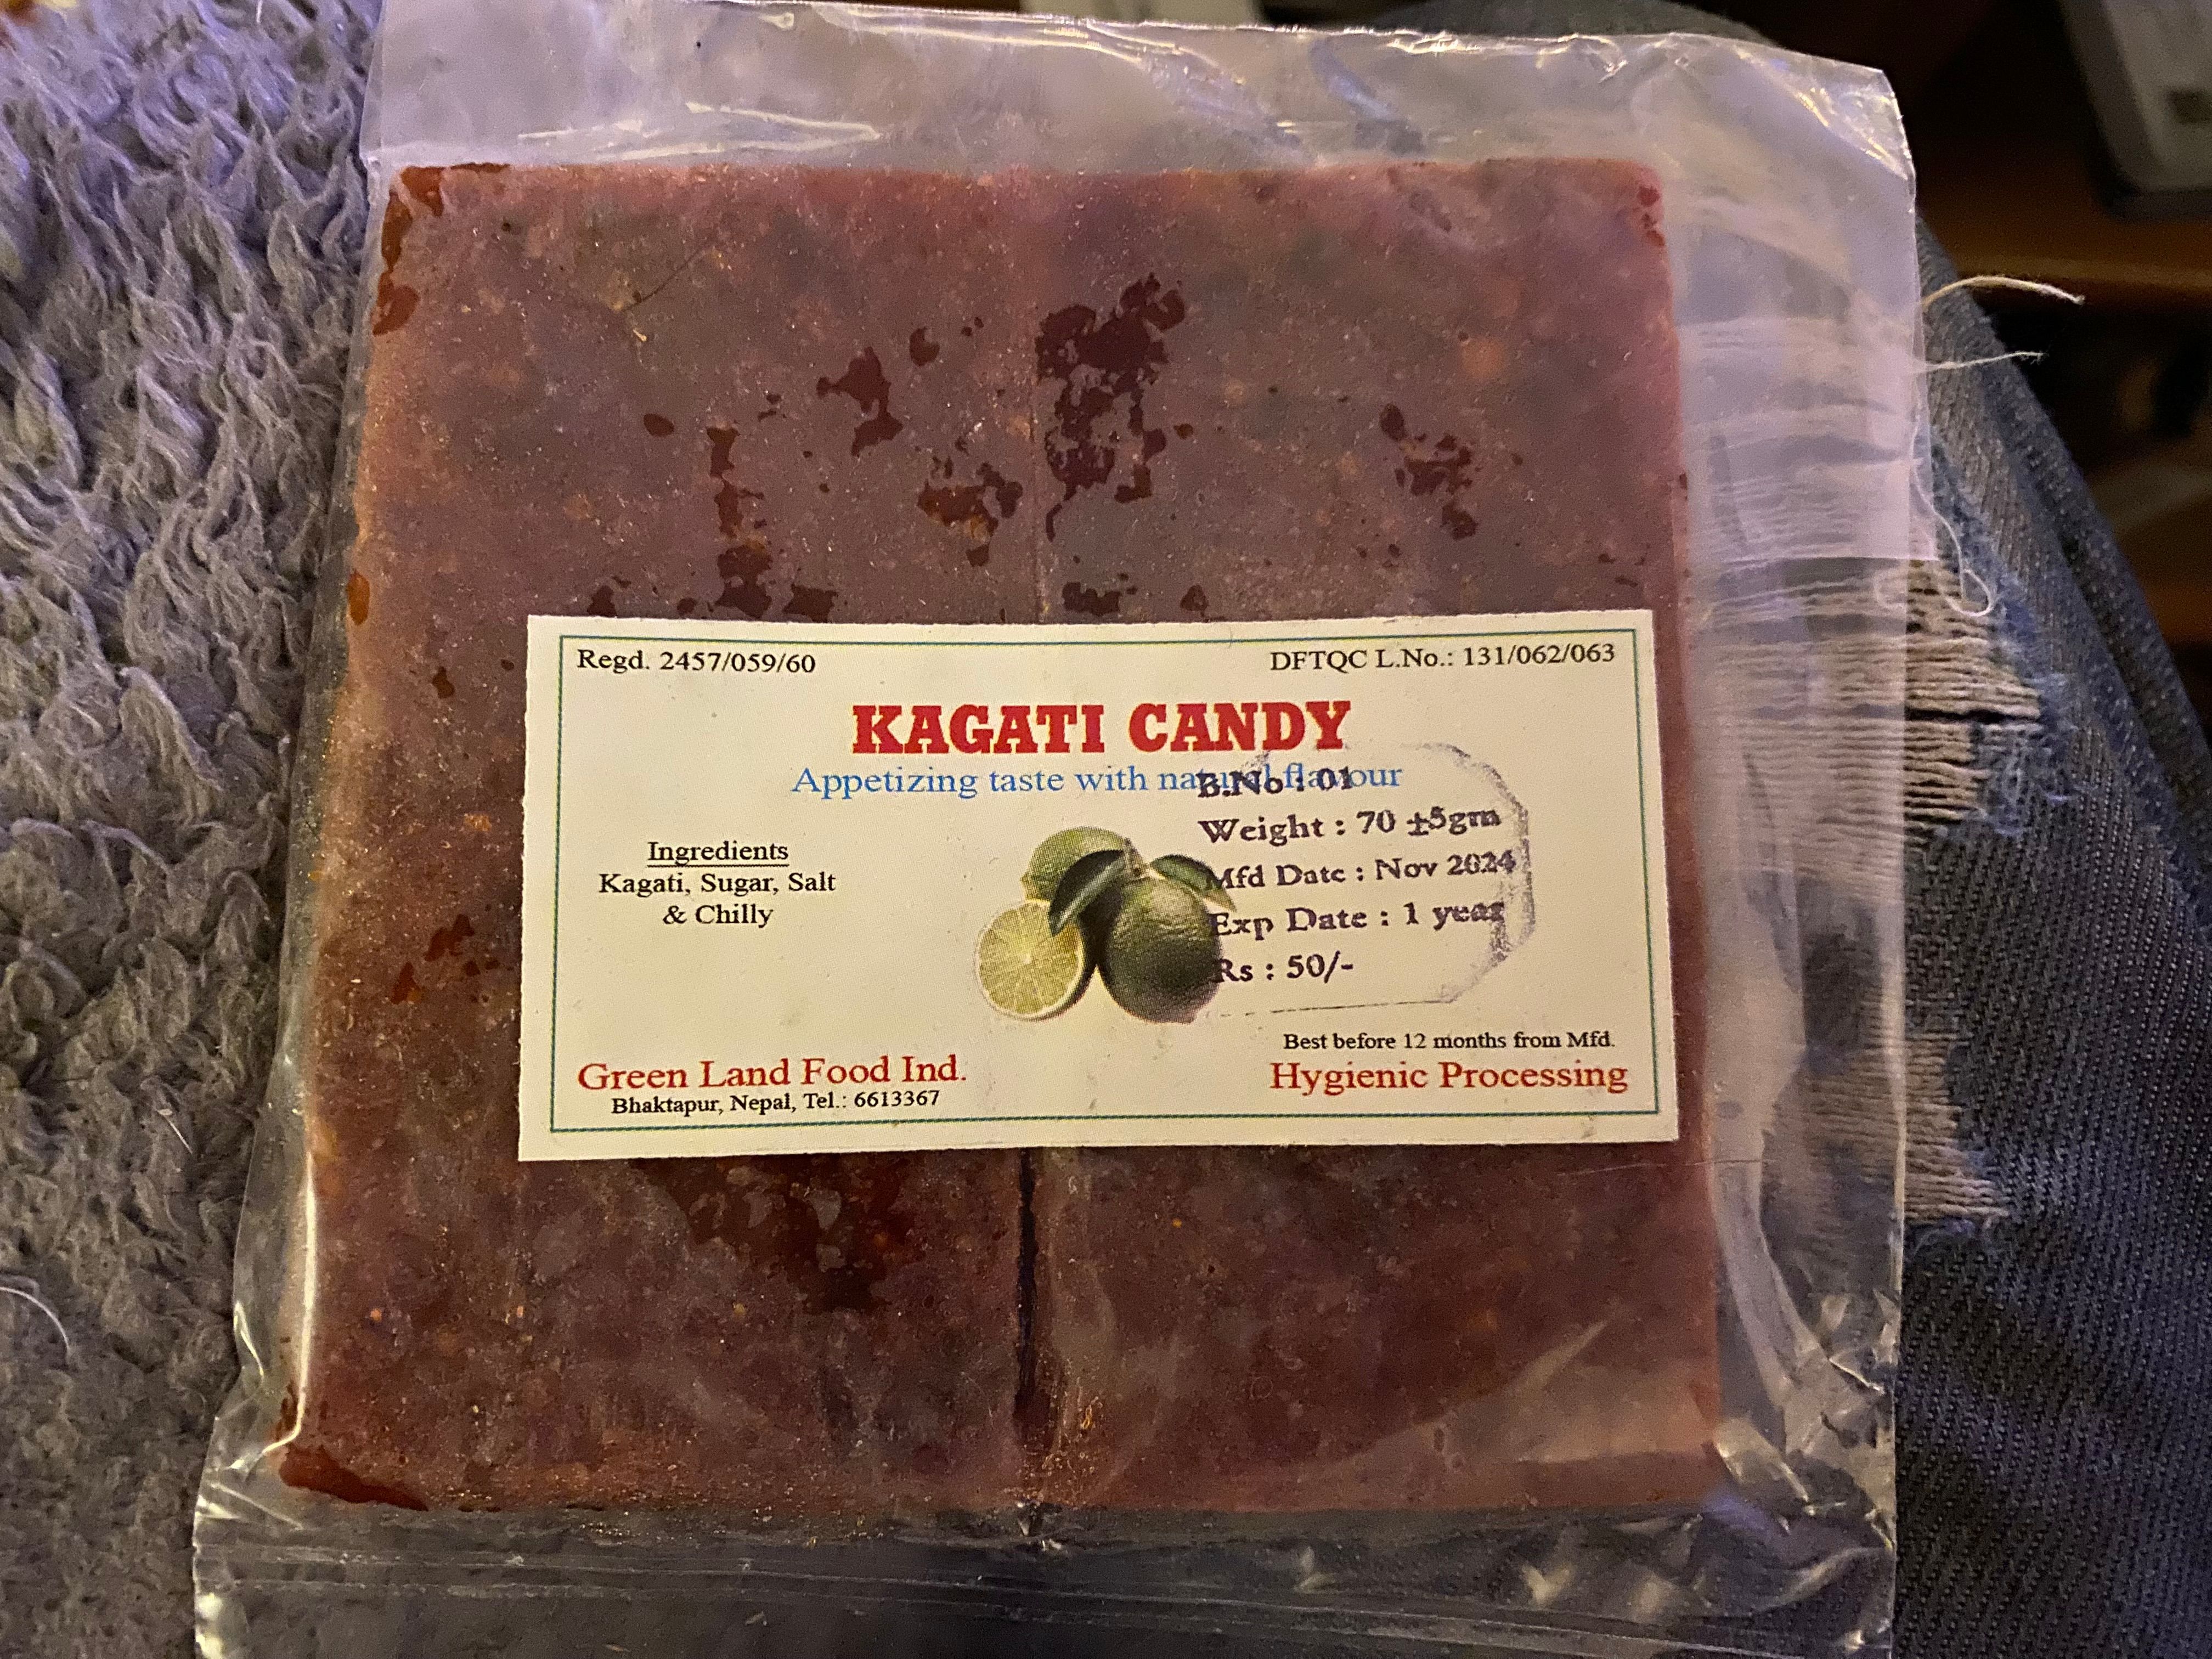 Regd. 2457/059/60
DFTQC L.No.: 131/062/063
KAGATI CANDY
Appetizing taste with natural flavour
B.No : 01
Weight : 70 ±5gm
Mfd Date : Nov 2024
Exp Date : 1 year
Rs : 50/-
Ingredients
Kagati, Sugar, Salt
& Chilly
Best before 12 months from Mfd.
Green Land Food Ind.
Hygienic Processing
Bhaktapur, Nepal, Tel.: 6613367